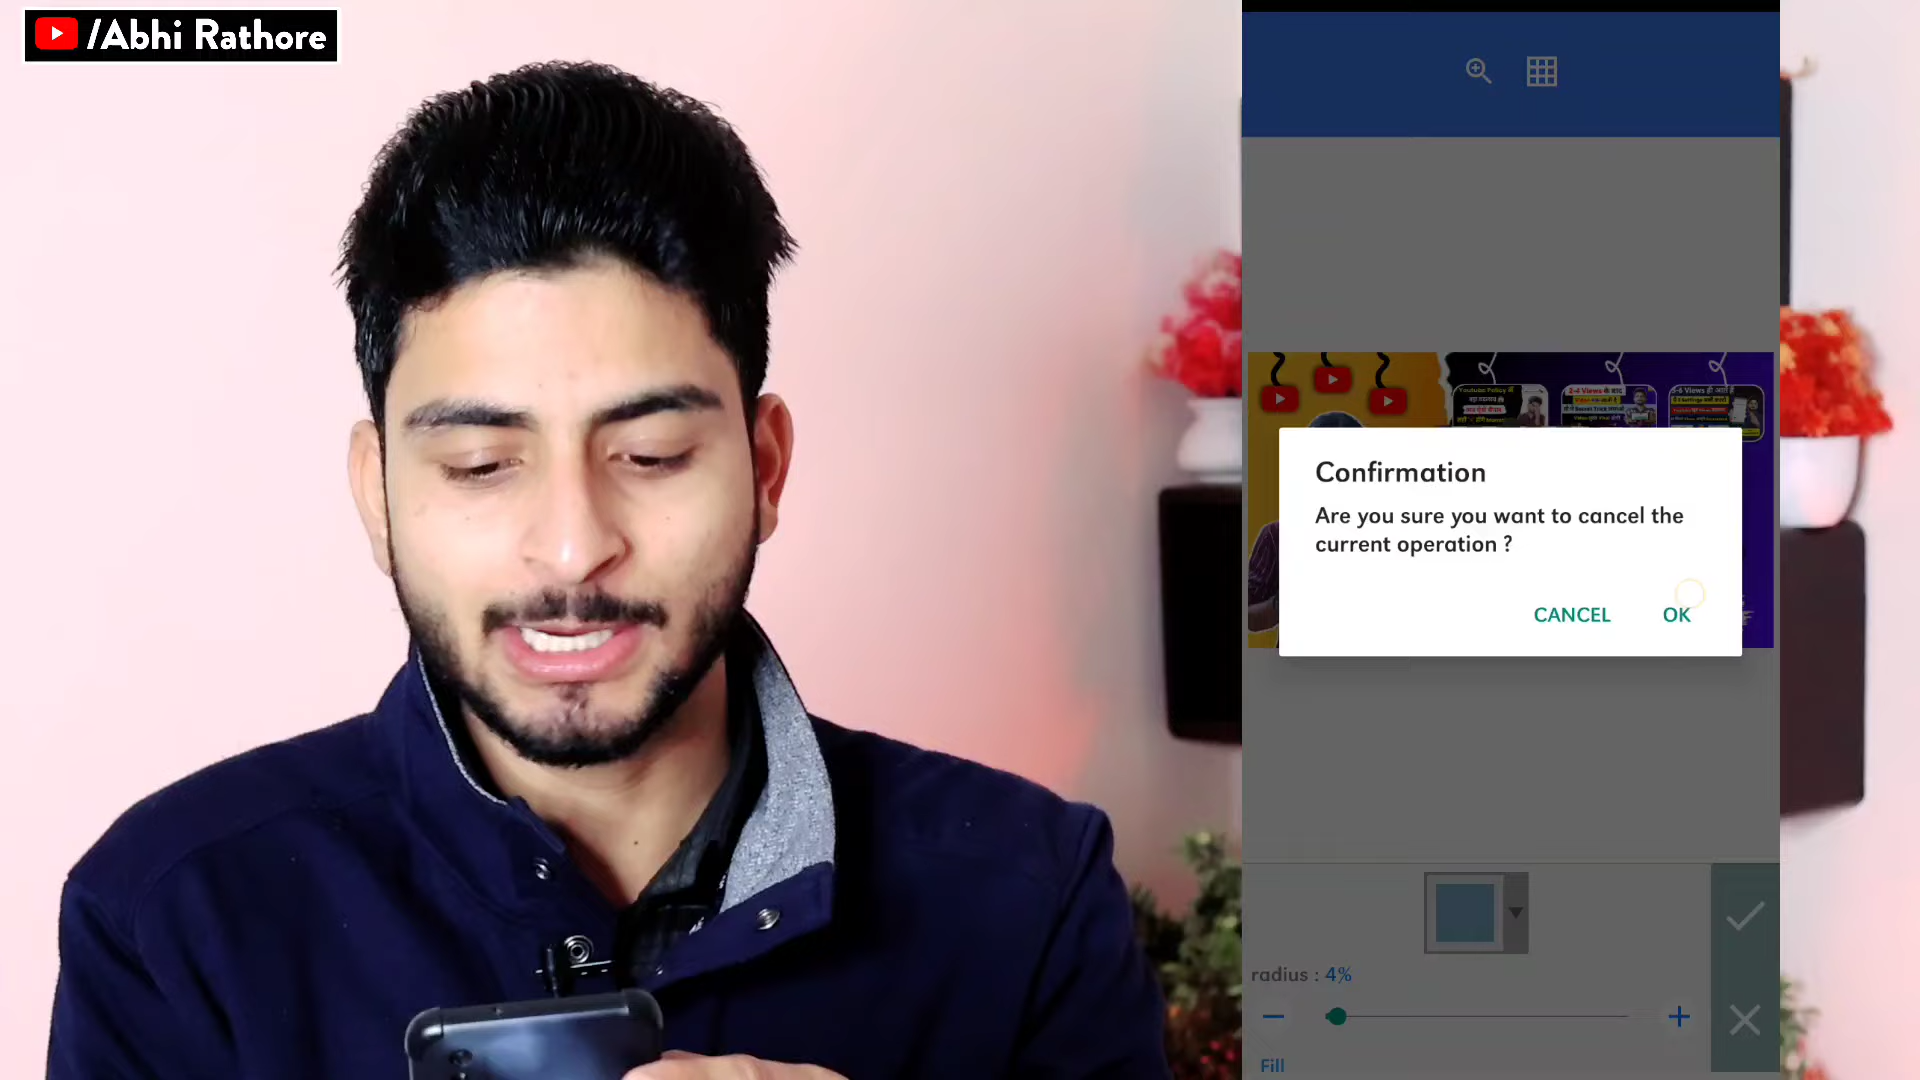 /Abhi Rathore
Confirmation
Are you sure you want to cancel the
current operation ?
CANCEL
OK
radius : 4%
Fill